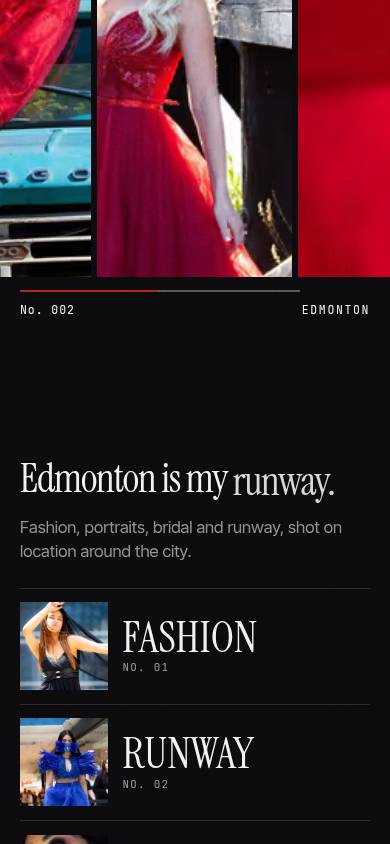 No. 002
EDMONTON
Edmonton is my runway.
Fashion, portraits, bridal and runway, shot on
location around the city.
FASHION
NO. 01
RUNWAY
NO. 02